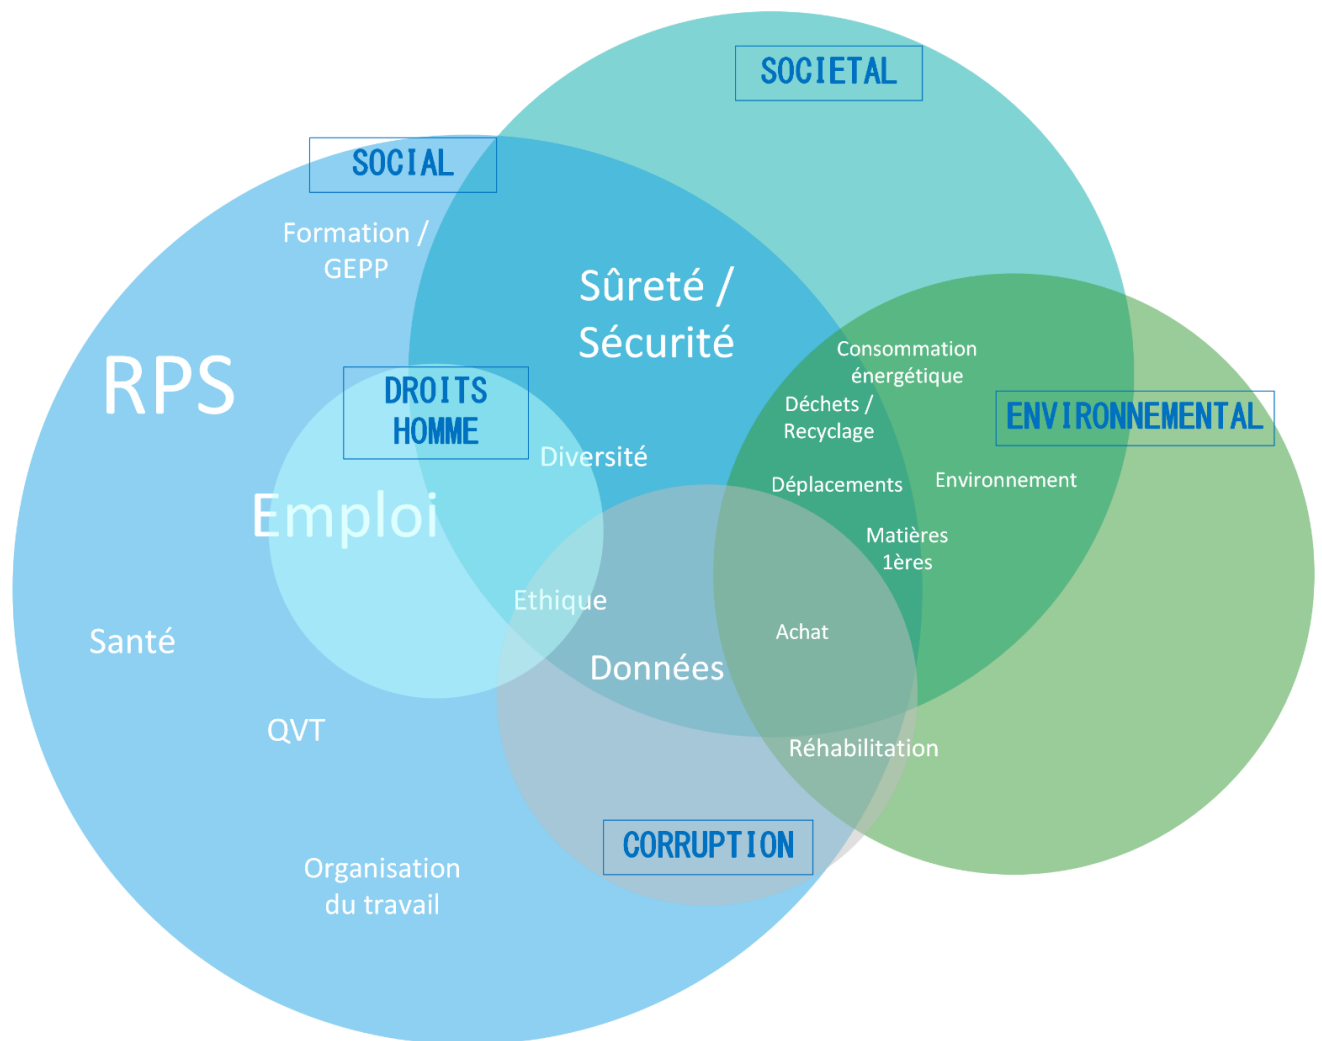 SOCIETAL
SOCIAL
Formation /
GEPP
Sûreté /
Sécurité
RPS
Consommation
énergétique
DROITS
HOMME
Déchets /
Recyclage
ENVIRONNEMENTAL
Diversité
Déplacements
Environnement
Emploi
Matières
1ères
Ethique
Achat
Santé
Données
QVT
Réhabilitation
CORRUPTION
Organisation
du travail